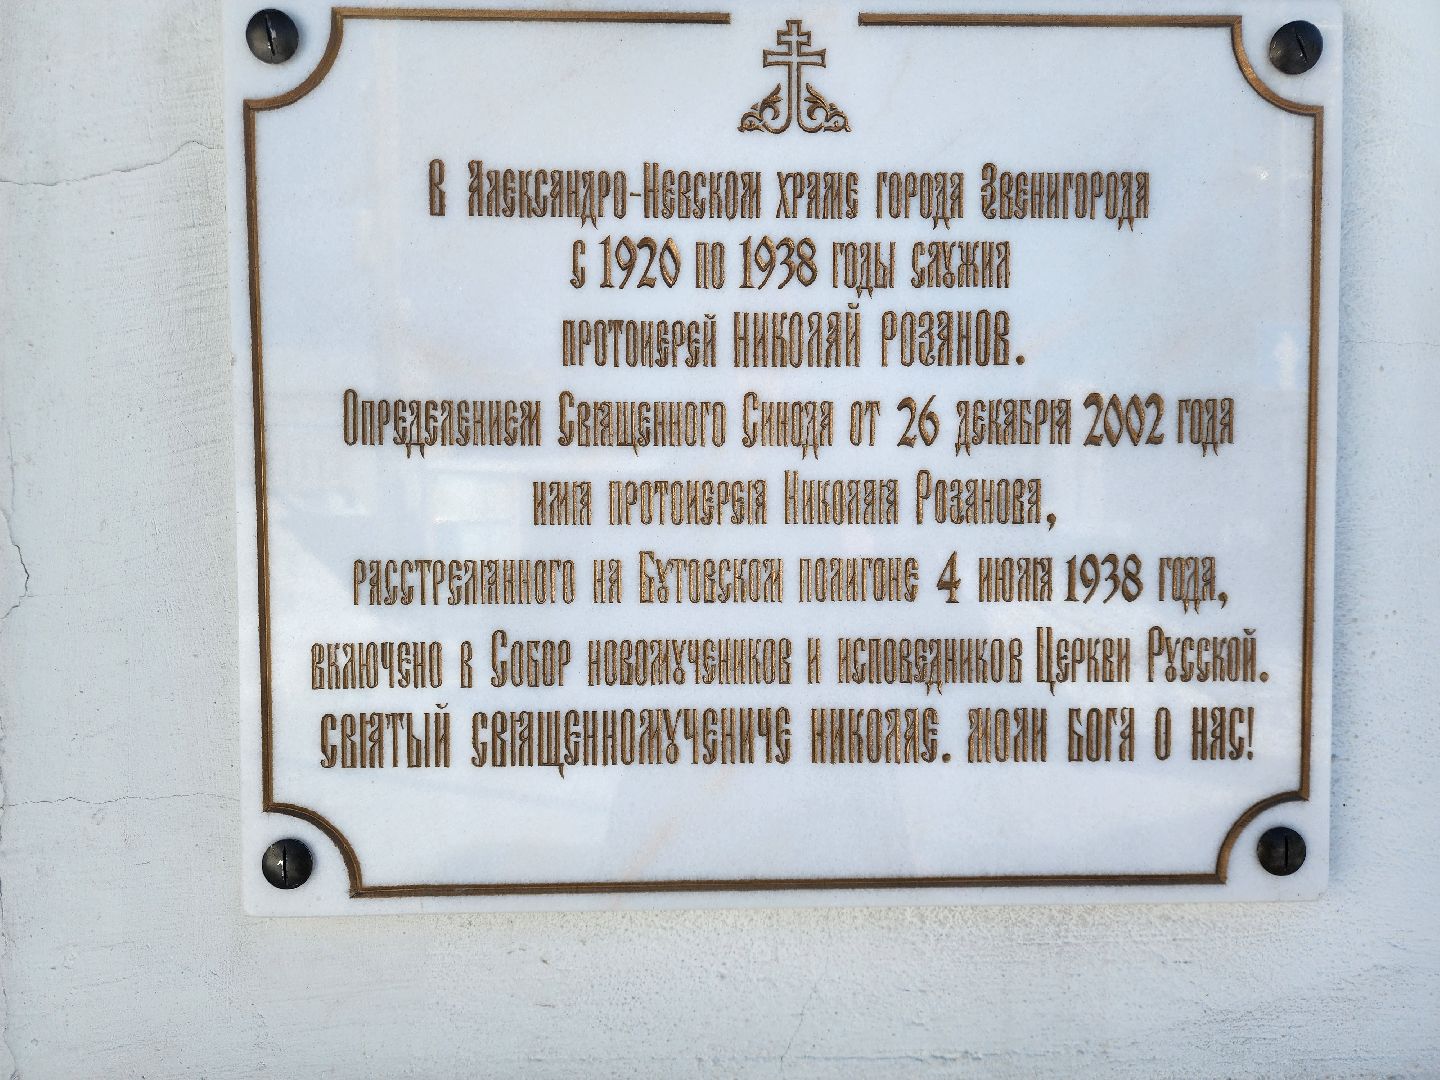 В Александро-Невском храме города Звенигорода
с 1920 по 1938 годы служил
протоиерей НИКОЛАЙ РОЗАНОВ.
Определением Священного Синода от 26 декабря 2002 года
имя протоиерея Николая Розанова,
расстрелянного на Бутовском полигоне 4 июля 1938 года,
включено в Собор новомучеников и исповедников Церкви Русской.
СВЯТЫЙ СВЯЩЕННОМУЧЕНИЧЕ НИКОЛАЕ. МОЛИ БОГА О НАС!